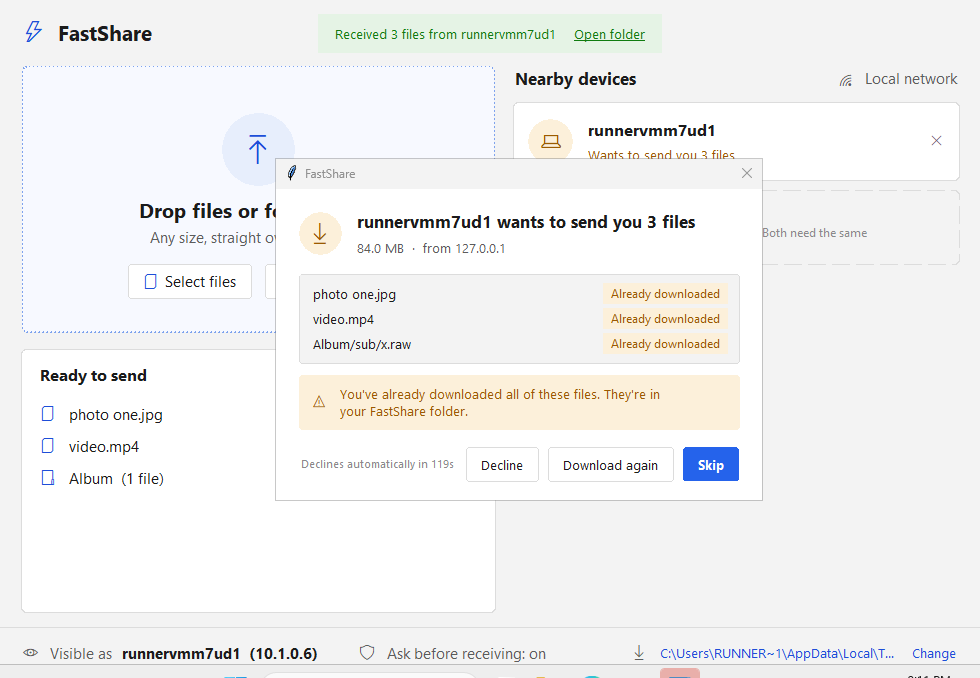 FastShare
Received 3 files from runnervmm7ud1 Open folder
Nearby devices
Local network
runnervmm7ud1
Wants to send you 3 files
Both need the same
Drop files or
Any size, straight
Select files
FastShare
runnervmm7ud1 wants to send you 3 files
84.0 MB · from 127.0.0.1
photo one.jpg Already downloaded
video.mp4 Already downloaded
Album/sub/x.raw Already downloaded
You've already downloaded all of these files. They're in
your FastShare folder.
Declines automatically in 119s
Decline
Download again
Skip
Ready to send
photo one.jpg
video.mp4
Album (1 file)
Visible as runnervmm7ud1 (10.1.0.6)
Ask before receiving: on
C:\Users\RUNNER~1\AppData\Local\T...
Change